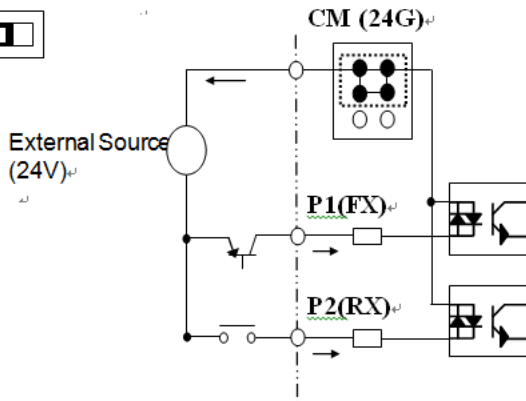 CM (24G)
External Source
(24V)
P1(FX)
P2(RX)